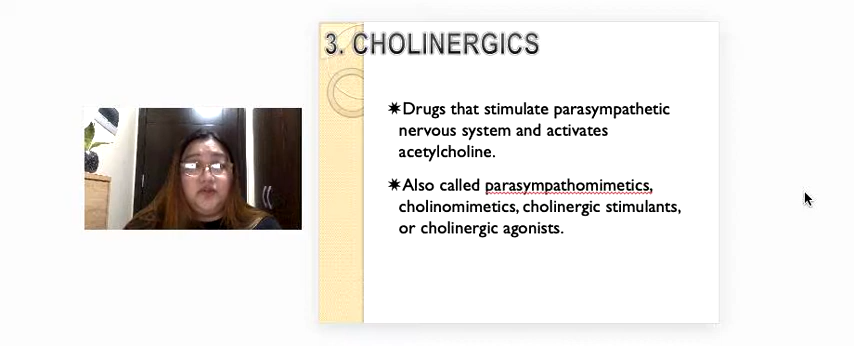 3. CHOLINERGICS
✷Drugs that stimulate parasympathetic
nervous system and activates
acetylcholine.
✷Also called parasympathomimetics,
cholinomimetics, cholinergic stimulants,
or cholinergic agonists.